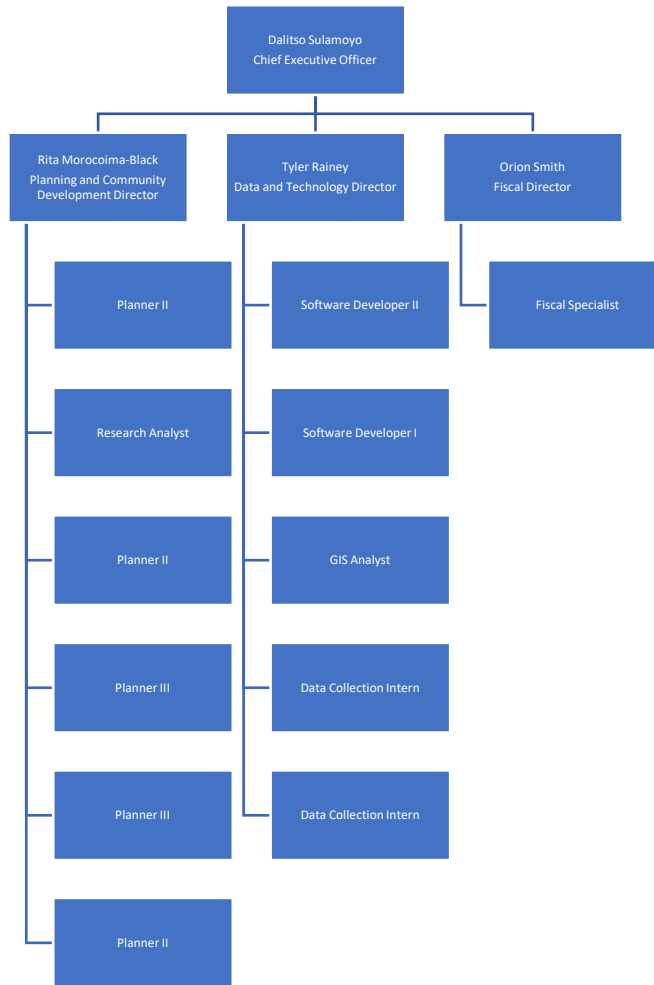 Dalitso Sulamoyo
Chief Executive Officer
Rita Morocoima-Black
Planning and Community
Development Director
Tyler Rainey
Data and Technology Director
Orion Smith
Fiscal Director
Planner II
Software Developer II
Fiscal Specialist
Research Analyst
Software Developer I
Planner II
GIS Analyst
Planner III
Data Collection Intern
Planner III
Data Collection Intern
Planner II